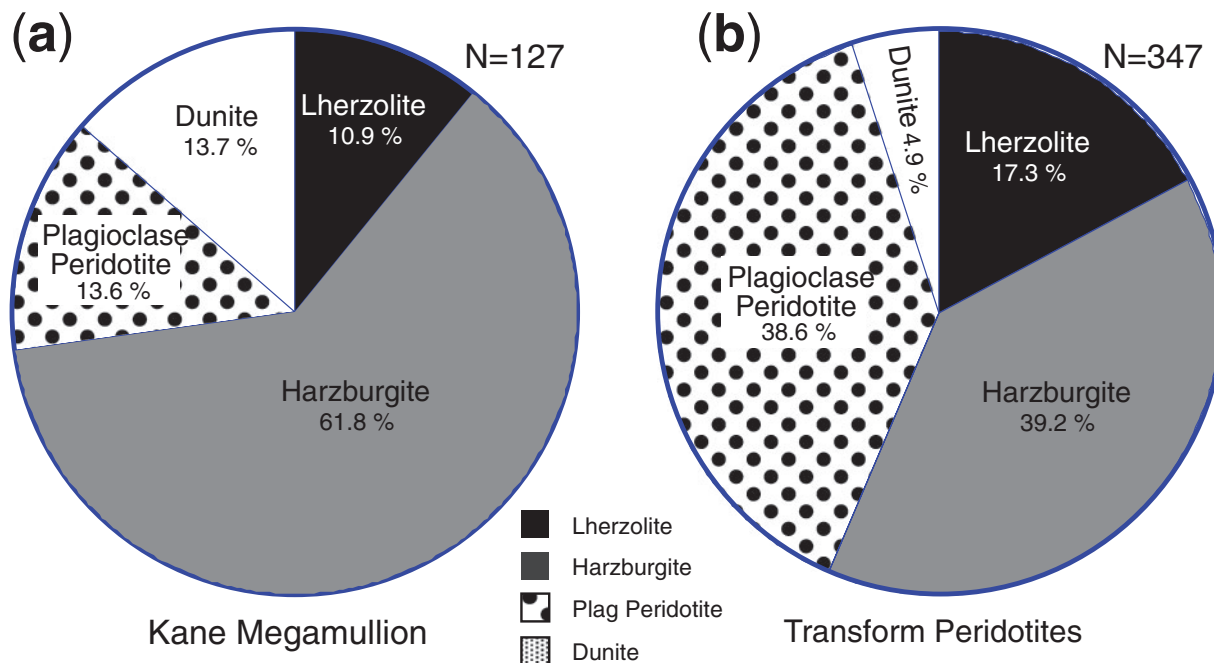 (a)
N=127
Dunite
13.7 %
Lherzolite
10.9 %
Plagioclase
Peridotite
13.6 %
Harzburgite
61.8 %
Kane Megamullion
(b)
N=347
Dunite 4.9 %
Lherzolite
17.3 %
Plagioclase
Peridotite
38.6 %
Harzburgite
39.2 %
Transform Peridotites
Lherzolite
Harzburgite
Plag Peridotite
Dunite